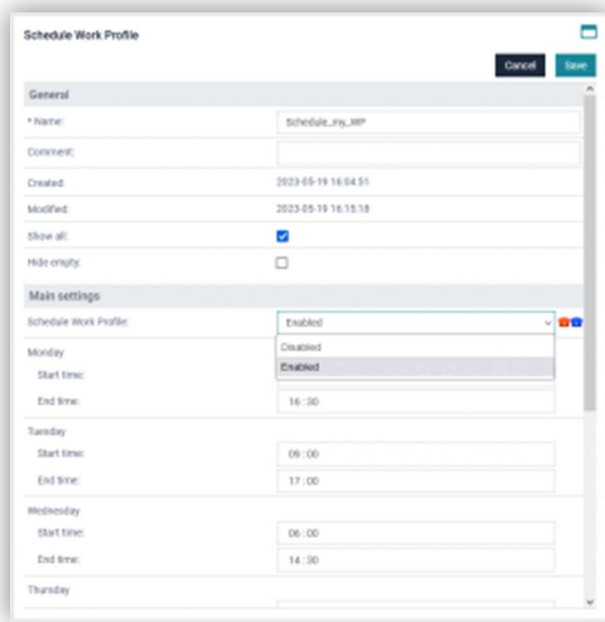 Schedule Work Profile
Cancel Save
General
* Name: Schedule_my_WP
Comment:
Created: 2023-05-19 16:04:51
Modified: 2023-05-19 16:15:18
Show all:
Hide empty:
Main settings
Schedule Work Profile: Enabled
Disabled
Monday
Enabled
Start time:
End time: 16:30
Tuesday
Start time: 09:00
End time: 17:00
Wednesday
Start time: 06:00
End time: 14:30
Thursday